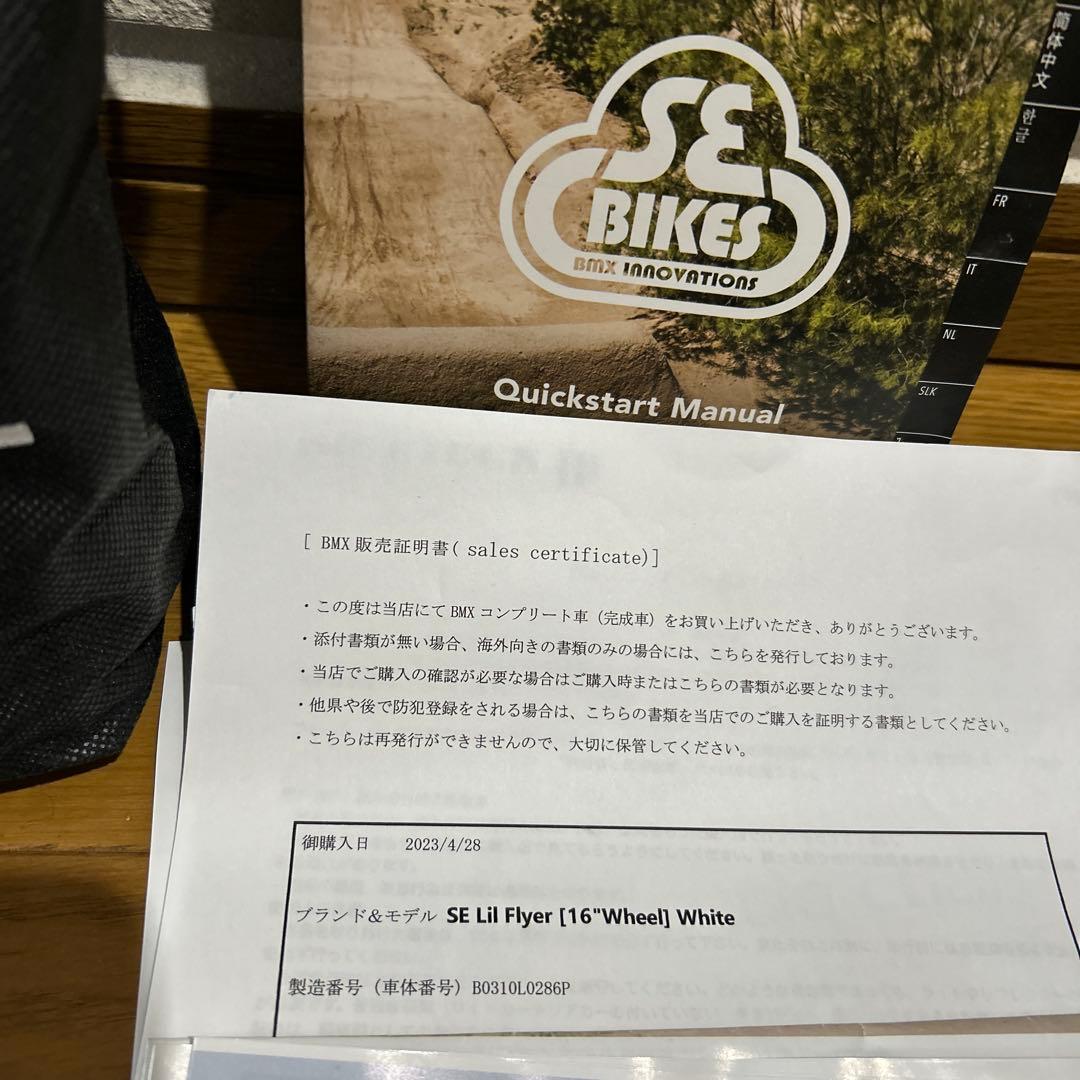 SE
BIKES
BMX INNOVATIONS
Quickstart Manual
简体中文
한글
FR
IT
NL
SLK
[ BMX 販売証明書( sales certificate)]
・この度は当店にて BMX コンプリート車（完成車）をお買い上げいただき、ありがとうございます。
・添付書類が無い場合、海外向きの書類のみの場合には、こちらを発行しております。
・当店でご購入の確認が必要な場合はご購入時またはこちらの書類が必要となります。
・他県や後で防犯登録をされる場合は、こちらの書類を当店でのご購入を証明する書類としてください。
・こちらは再発行ができませんので、大切に保管してください。
御購入日 2023/4/28
ブランド&モデル SE Lil Flyer [16"Wheel] White
製造番号（車体番号）B0310L0286P